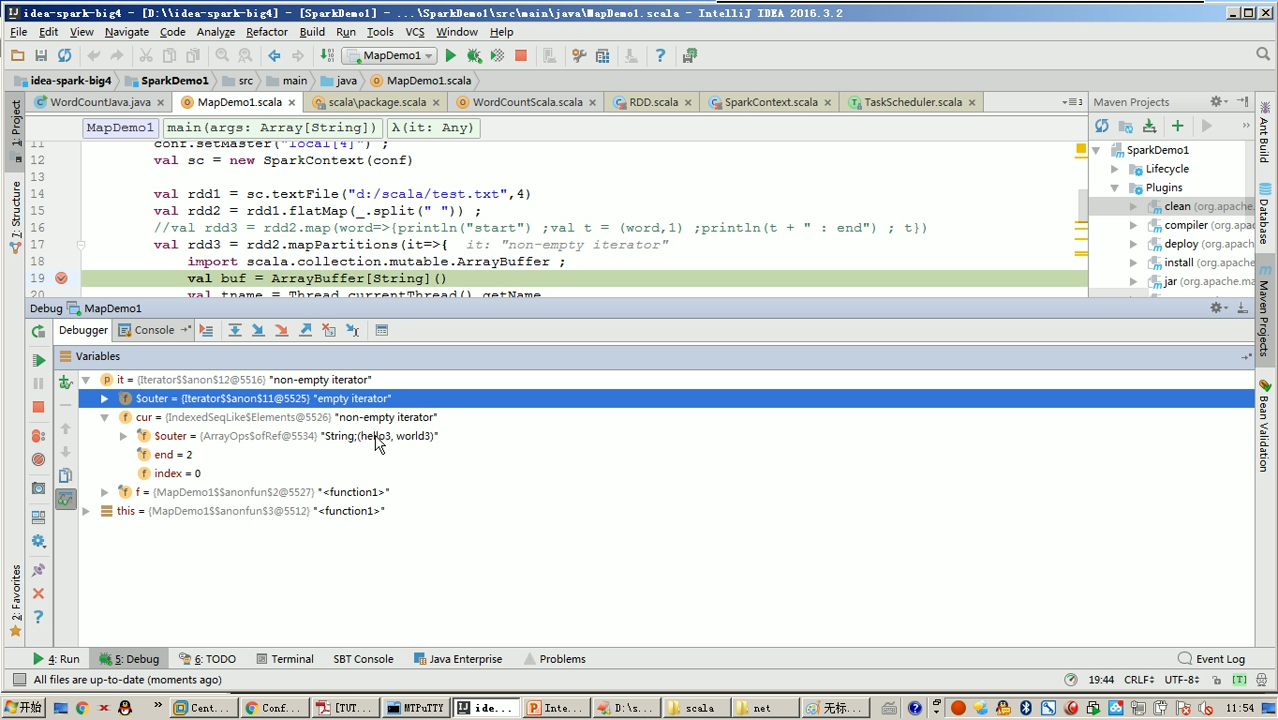 idea-spark-big4 - [D:\\idea-spark-big4] - [SparkDemo1] - ...\SparkDemo1\src\main\java\MapDemo1.scala - IntelliJ IDEA 2016.3.2
File Edit View Navigate Code Analyze Refactor Build Run Tools VCS Window Help
MapDemo1
idea-spark-big4 SparkDemo1 src main java MapDemo1.scala
WordCountJava.java MapDemo1.scala scala\package.scala WordCountScala.scala RDD.scala SparkContext.scala TaskScheduler.scala Maven Projects
MapDemo1 main(args: Array[String]) λ(it: Any)
11 conf.setMaster("local[4]") ;
12 val sc = new SparkContext(conf)
13
14 val rdd1 = sc.textFile("d:/scala/test.txt",4)
15 val rdd2 = rdd1.flatMap(_.split(" ")) ;
16 //val rdd3 = rdd2.map(word=>{println("start") ;val t = (word,1) ;println(t + " : end") ; t})
17 val rdd3 = rdd2.mapPartitions(it=>{ it: "non-empty iterator"
18 import scala.collection.mutable.ArrayBuffer ;
19 val buf = ArrayBuffer[String]()
20 val tname = Thread.currentThread().getName
SparkDemo1
Lifecycle
Plugins
clean (org.apache.
compiler (org.apa
deploy (org.apach
install (org.apache
jar (org.apache.ma
1: Project
7: Structure
2: Favorites
Ant Build
Database
Maven Projects
Bean Validation
Debug MapDemo1
Debugger Console
Variables
it = {Iterator$$anon$12@5516} "non-empty iterator"
$outer = {Iterator$$anon$11@5525} "empty iterator"
cur = {IndexedSeqLike$Elements@5526} "non-empty iterator"
$outer = {ArrayOps$ofRef@5534} "String;(hello3, world3)"
end = 2
index = 0
f = {MapDemo1$$anonfun$2@5527} "<function1>"
this = {MapDemo1$$anonfun$3@5512} "<function1>"
4: Run 5: Debug 6: TODO Terminal SBT Console Java Enterprise Problems Event Log
All files are up-to-date (moments ago) 19:44 CRLF UTF-8 [T]
开始 Cent... Conf... [TUT... MTPuTTY ide... Inte... D:\s... scala net 无标... 11:54